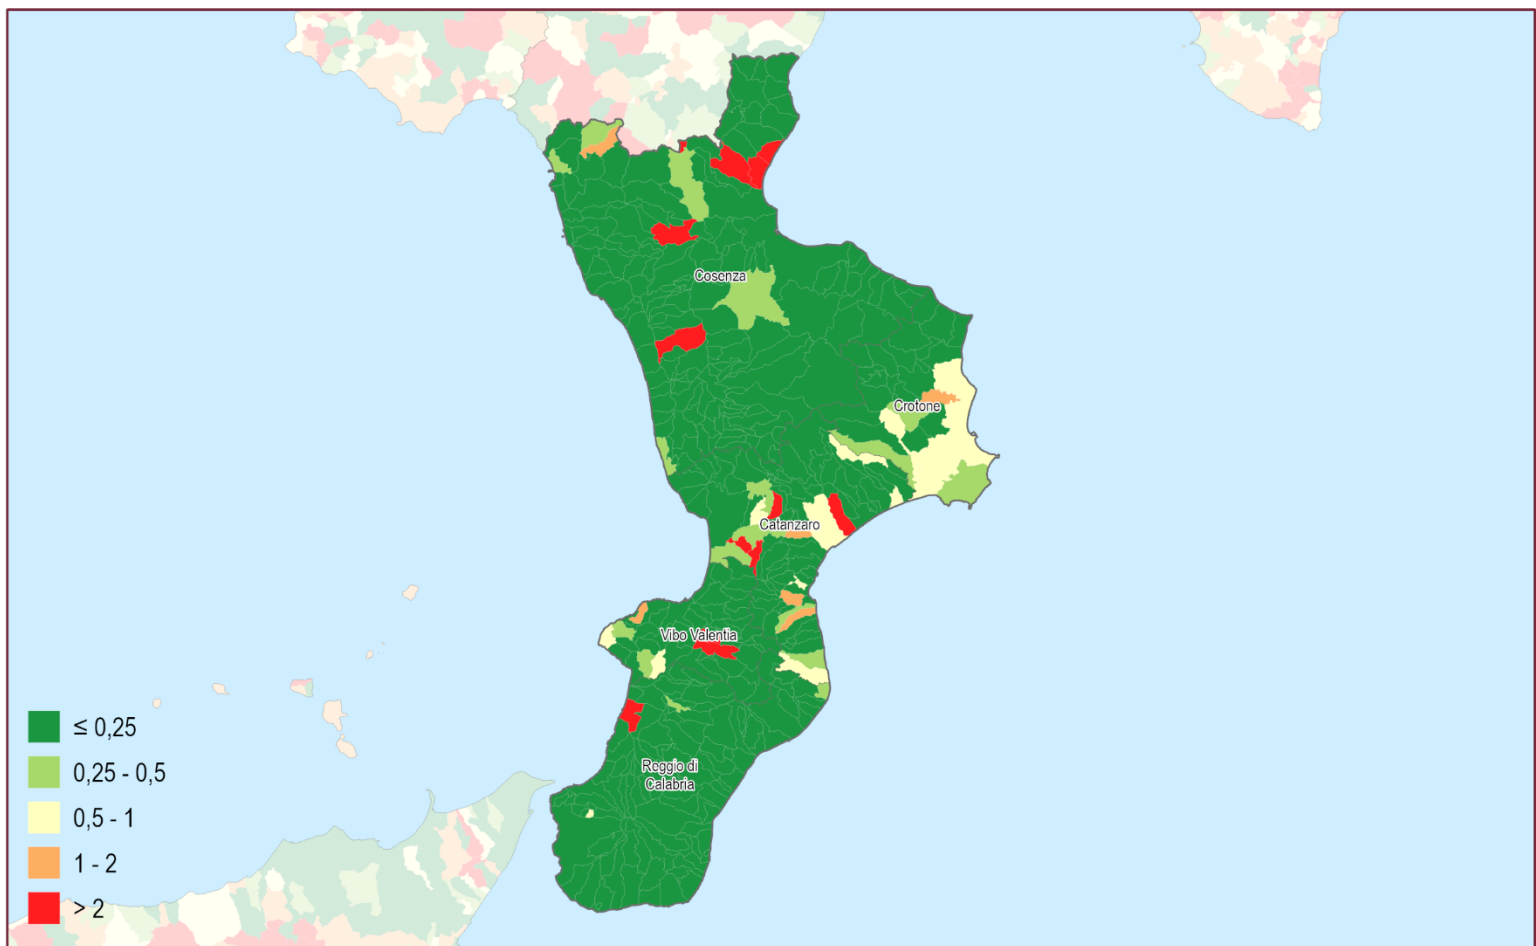 Cosenza
Crotone
Catanzaro
Vibo Valentia
Reggio di
Calabria
≤ 0,25
0,25 - 0,5
0,5 - 1
1 - 2
> 2